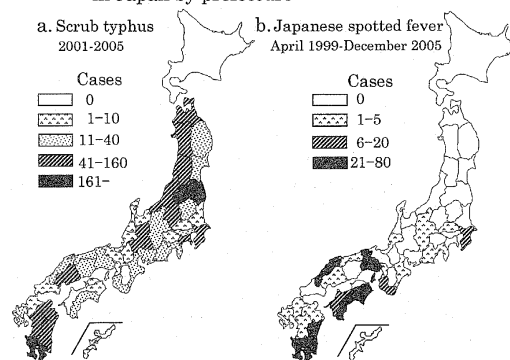 in Japan by prefecture
a. Scrub typhus
2001-2005
Cases
0
1-10
11-40
41-160
161-
b. Japanese spotted fever
April 1999-December 2005
Cases
0
1-5
6-20
21-80